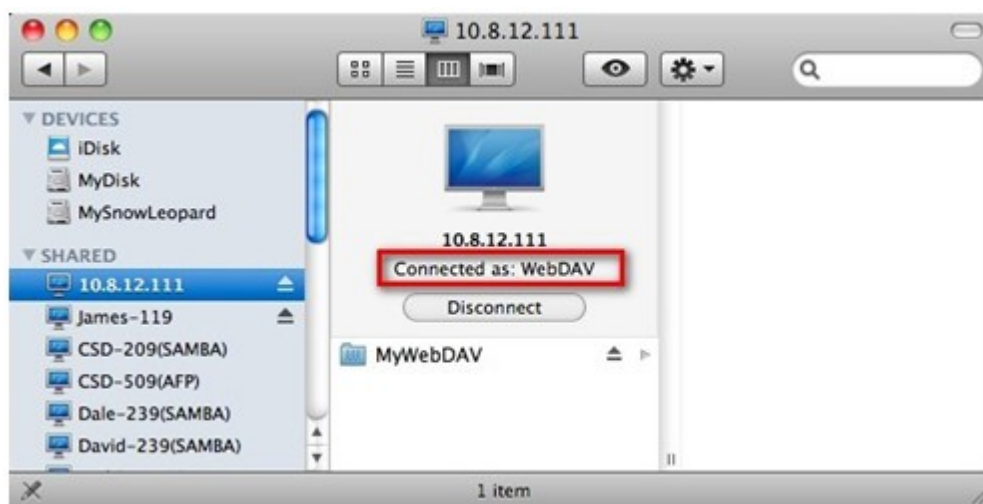 10.8.12.111
DEVICES
iDisk
MyDisk
MySnowLeopard
SHARED
10.8.12.111
James-119
CSD-209(SAMBA)
CSD-509(AFP)
Dale-239(SAMBA)
David-239(SAMBA)
10.8.12.111
Connected as: WebDAV
Disconnect
MyWebDAV
1 item